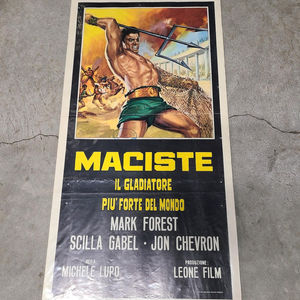 MACISTE
IL GLADIATORE
PIU' FORTE DEL MONDO
MARK FOREST
SCILLA GABEL · JON CHEVRON
REGIA
MICHELE LUPO
PRODUZIONE:
LEONE FILM